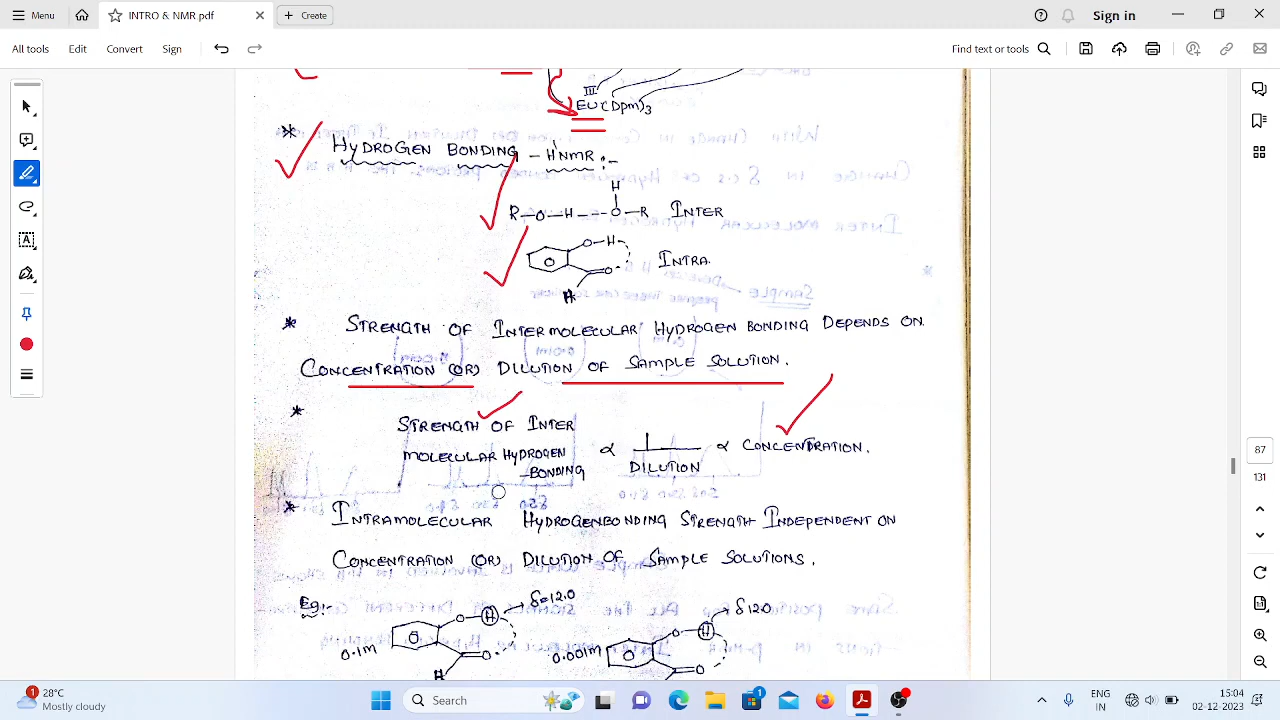 Menu
INTRO & NMR pdf
Create
Sign in
All tools
Edit
Convert
Sign
Find text or tools
III
Eu(Dpm)3
* HYDROGEN BONDING - HNMR :-
H
R-O-H---O-R INTER
O-H
INTRA.
O
H
* STRENGTH OF INTERMOLECULAR HYDROGEN BONDING DEPENDS ON
CONCENTRATION (OR) DILUTION OF SAMPLE SOLUTION.
* STRENGTH OF INTER
MOLECULAR HYDROGEN
BONDING
∝ 1/DILUTION ∝ CONCENTRATION.
* INTRAMOLECULAR HYDROGENBONDING STRENGTH INDEPENDENT ON
CONCENTRATION (OR) DILUTION OF SAMPLE SOLUTIONS.
Eg:-
O H δ=12.0
O H δ 12.0
0.1m
O
0.001m
O
H
87
131
1
28°C
Mostly cloudy
Search
ENG
IN
15:04
02-12-2023